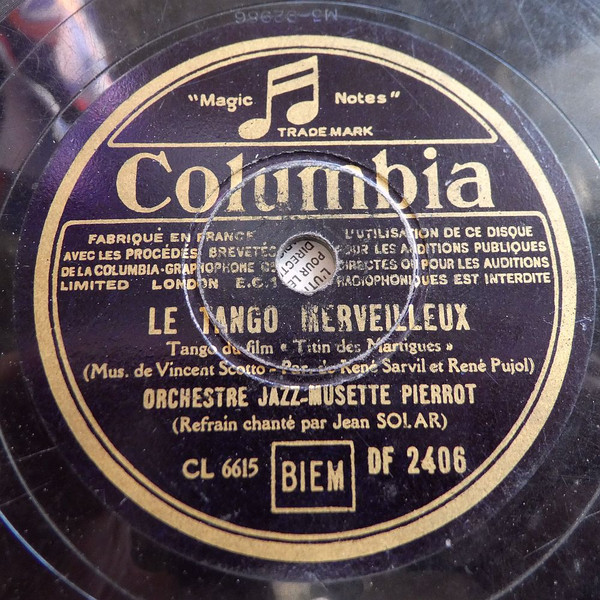 "Magic Notes"
TRADE MARK
Columbia
FABRIQUÉ EN FRANCE
AVEC LES PROCÉDÉS BREVETÉS
DE LA COLUMBIA-GRAPHOPHONE
LIMITED LONDON E.C.1
L'UTILISATION DE CE DISQUE
POUR LES AUDITIONS PUBLIQUES
DIRECTES OU POUR LES AUDITIONS
RADIOPHONIQUES EST INTERDITE
LE TANGO MERVEILLEUX
Tango du film « Titin des Martigues »
(Mus. de Vincent Scotto - René Sarvil et René Pujol)
ORCHESTRE JAZZ-MUSETTE PIERROT
(Refrain chanté par Jean SOLAR)
CL 6615 BIEM DF 2406